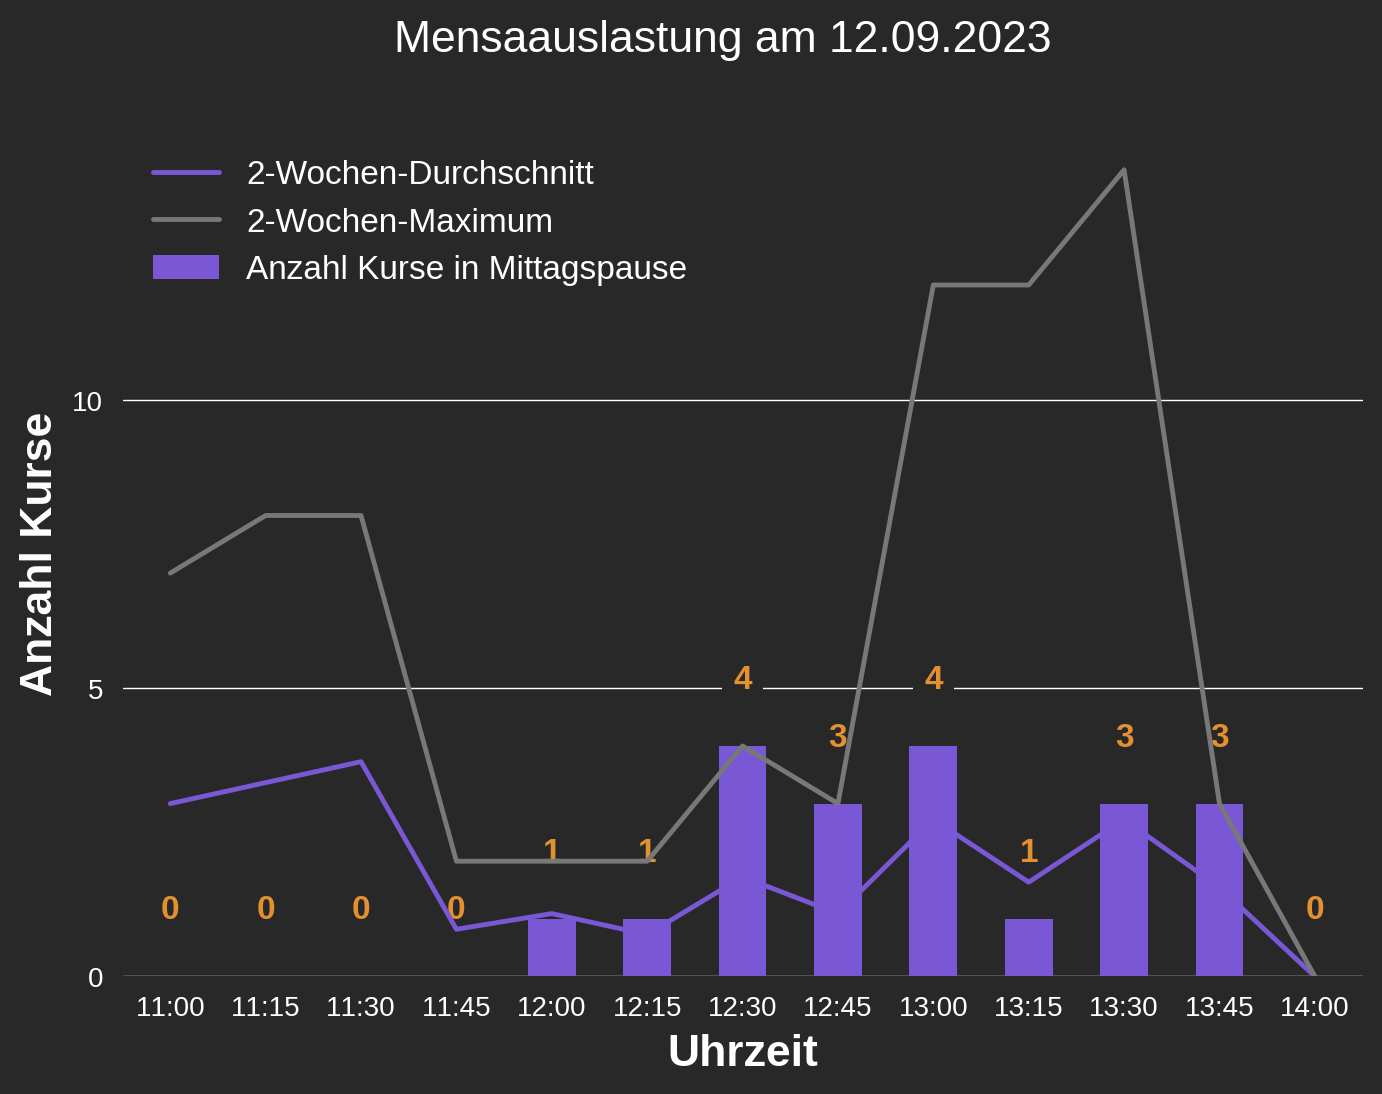 Mensaauslastung am 12.09.2023
2-Wochen-Durchschnitt
2-Wochen-Maximum
Anzahl Kurse in Mittagspause
Anzahl Kurse
10
5
0
0
0
0
0
1
1
4
3
4
1
3
3
0
11:00 11:15 11:30 11:45 12:00 12:15 12:30 12:45 13:00 13:15 13:30 13:45 14:00
Uhrzeit